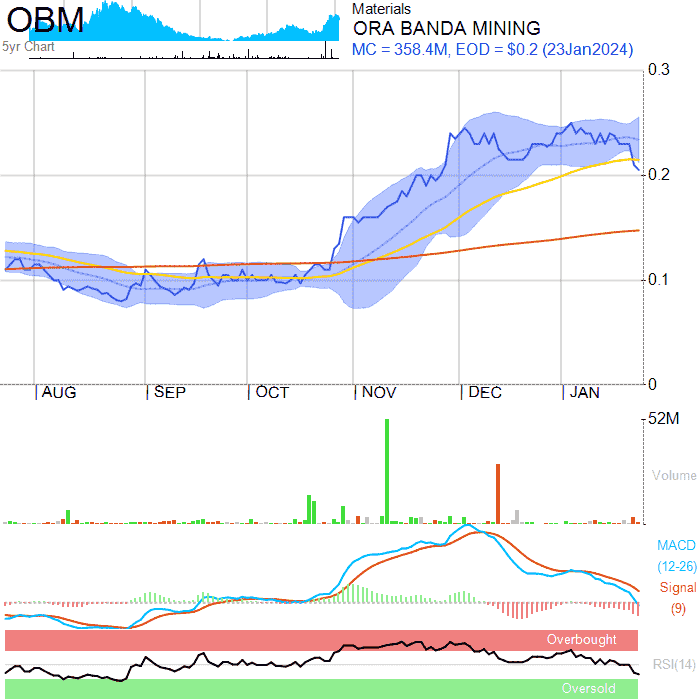 OBM
5yr Chart
Materials
ORA BANDA MINING
MC = 358.4M, EOD = $0.2 (23Jan2024)
0.3
0.2
0.1
0
AUG SEP OCT NOV DEC JAN
52M
Volume
MACD
(12-26)
Signal
(9)
Overbought
RSI(14)
Oversold